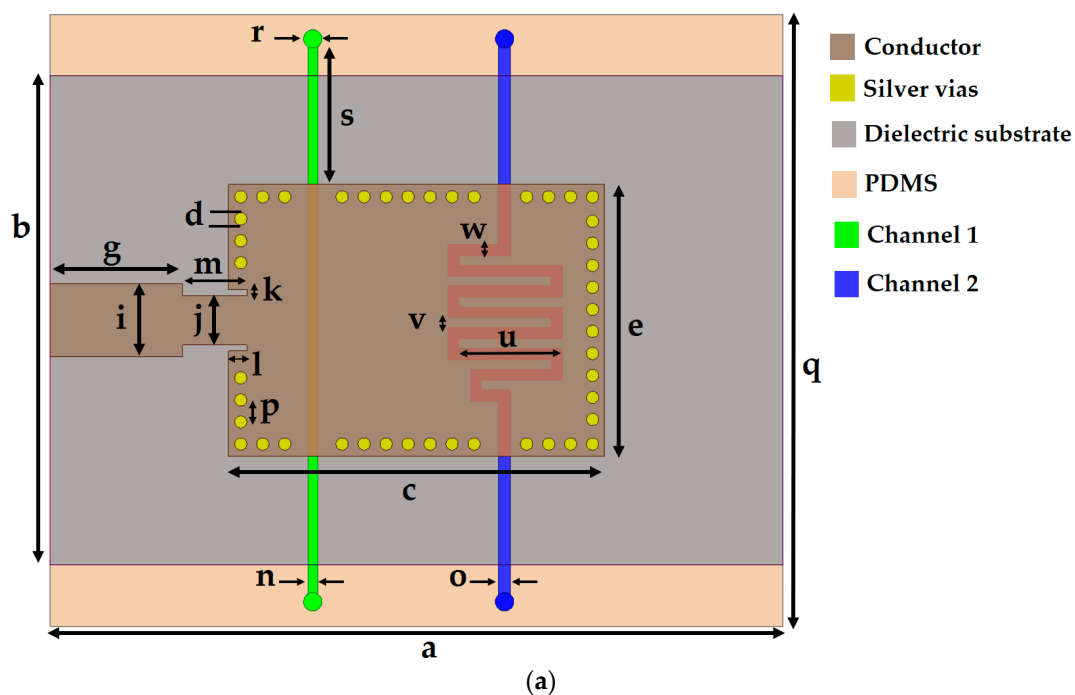 r
Conductor
Silver vias
s
Dielectric substrate
PDMS
d
b
w
Channel 1
g
m
k
Channel 2
i
j
v
u
e
l
q
p
c
n
o
a
(a)